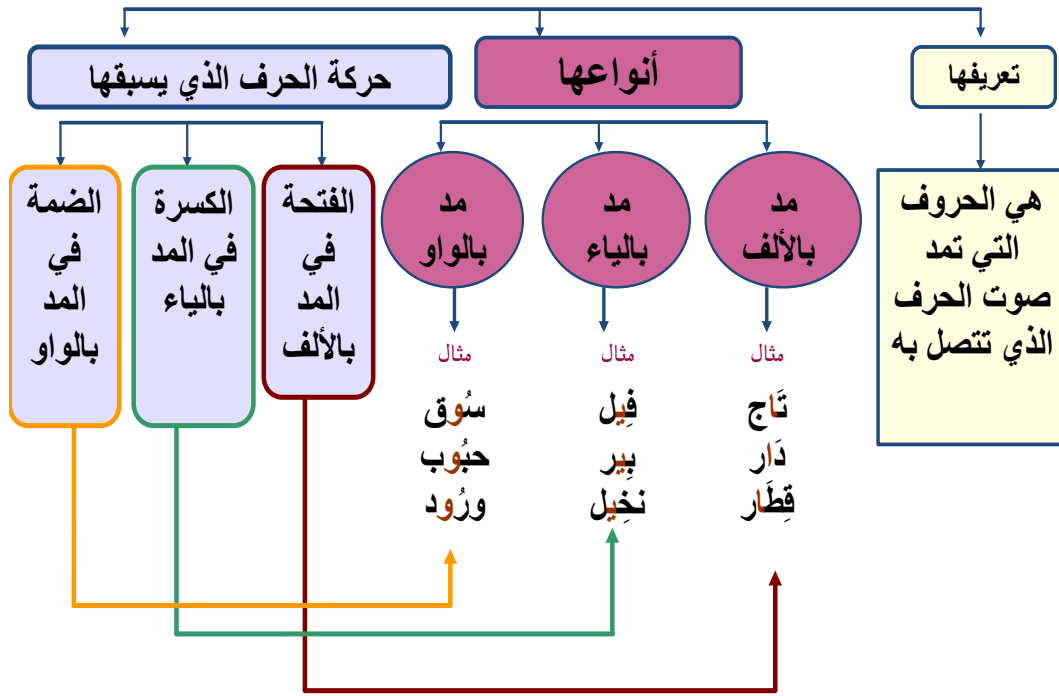 تعريفها
هي الحروف
التي تمد
صوت الحرف
الذي تتصل به
أنواعها
مد
بالألف
مثال
تَاج
دَار
قِطَار
مد
بالياء
مثال
فِيل
بِير
نخِيل
مد
بالواو
مثال
سُوق
حبُوب
ورُود
حركة الحرف الذي يسبقها
الفتحة
في
المد
بالألف
الكسرة
في المد
بالياء
الضمة
في
المد
بالواو